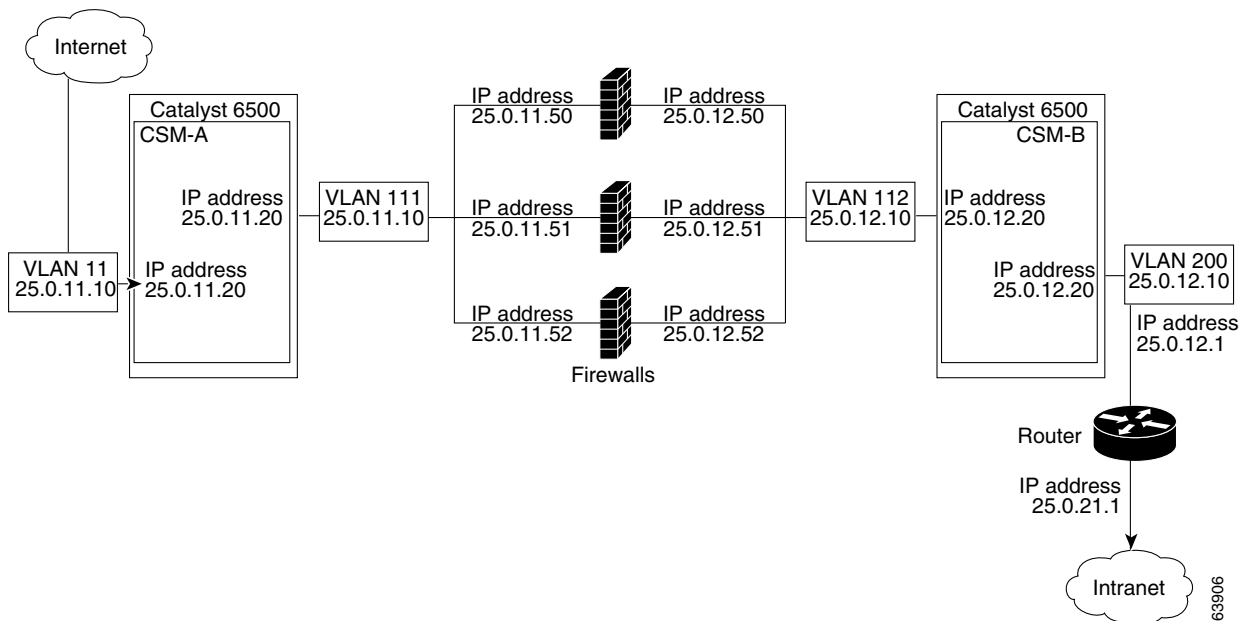 Internet
Catalyst 6500
CSM-A
IP address
25.0.11.20
VLAN 11
25.0.11.10
IP address
25.0.11.20
VLAN 111
25.0.11.10
IP address
25.0.11.50
IP address
25.0.12.50
IP address
25.0.11.51
IP address
25.0.12.51
IP address
25.0.11.52
IP address
25.0.12.52
Firewalls
VLAN 112
25.0.12.10
Catalyst 6500
CSM-B
IP address
25.0.12.20
IP address
25.0.12.20
VLAN 200
25.0.12.10
IP address
25.0.12.1
Router
IP address
25.0.21.1
Intranet
63906